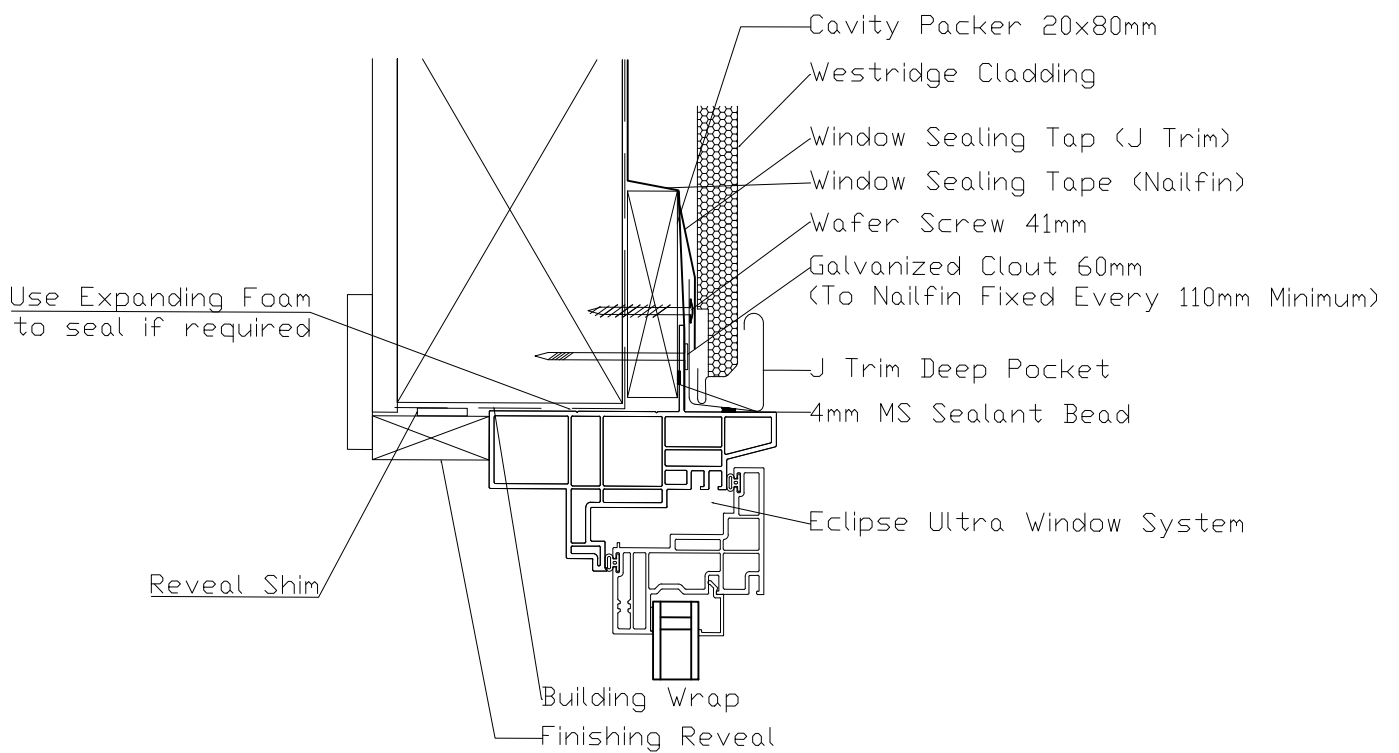 Cavity Packer 20x80mm
Westridge Cladding
Window Sealing Tap (J Trim)
Window Sealing Tape (Nailfin)
Wafer Screw 41mm
Galvanized Clout 60mm
(To Nailfin Fixed Every 110mm Minimum)
Use Expanding Foam
to seal if required
J Trim Deep Pocket
4mm MS Sealant Bead
Eclipse Ultra Window System
Reveal Shim
Building Wrap
Finishing Reveal